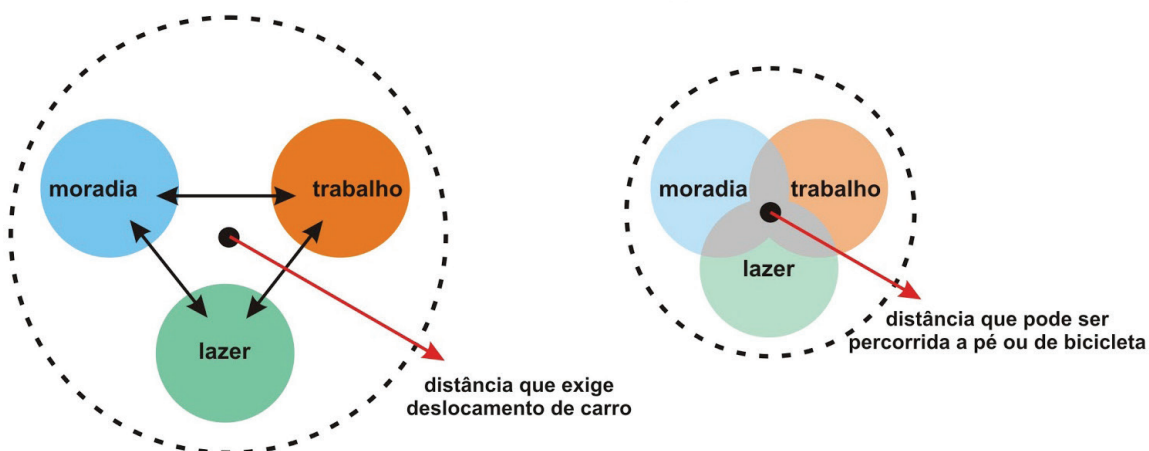 moradia
trabalho
lazer
distância que exige
deslocamento de carro
moradia
trabalho
lazer
distância que pode ser
percorrida a pé ou de bicicleta